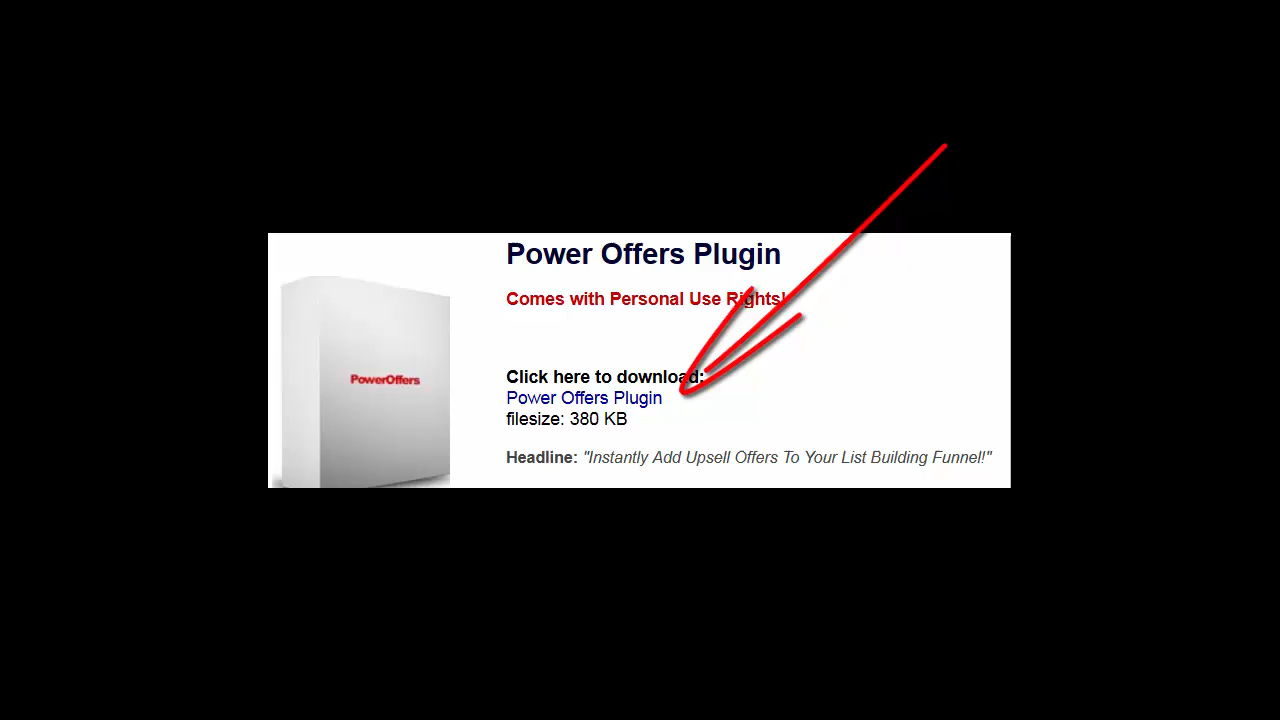 Power Offers Plugin
Comes with Personal Use Rights!
PowerOffers
Click here to download:
Power Offers Plugin
filesize: 380 KB
Headline: "Instantly Add Upsell Offers To Your List Building Funnel!"